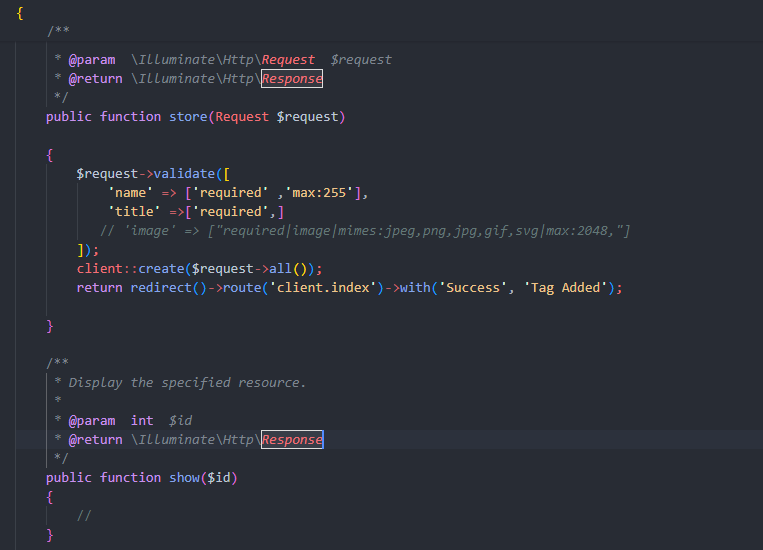 {
/**
* @param  \Illuminate\Http\Request  $request
* @return \Illuminate\Http\Response
*/
public function store(Request $request)
{
$request->validate([
'name' => ['required' ,'max:255'],
'title' =>['required',]
// 'image' => ["required|image|mimes:jpeg,png,jpg,gif,svg|max:2048,"]
]);
client::create($request->all());
return redirect()->route('client.index')->with('Success', 'Tag Added');
}
/**
* Display the specified resource.
*
* @param  int  $id
* @return \Illuminate\Http\Response
*/
public function show($id)
{
//
}